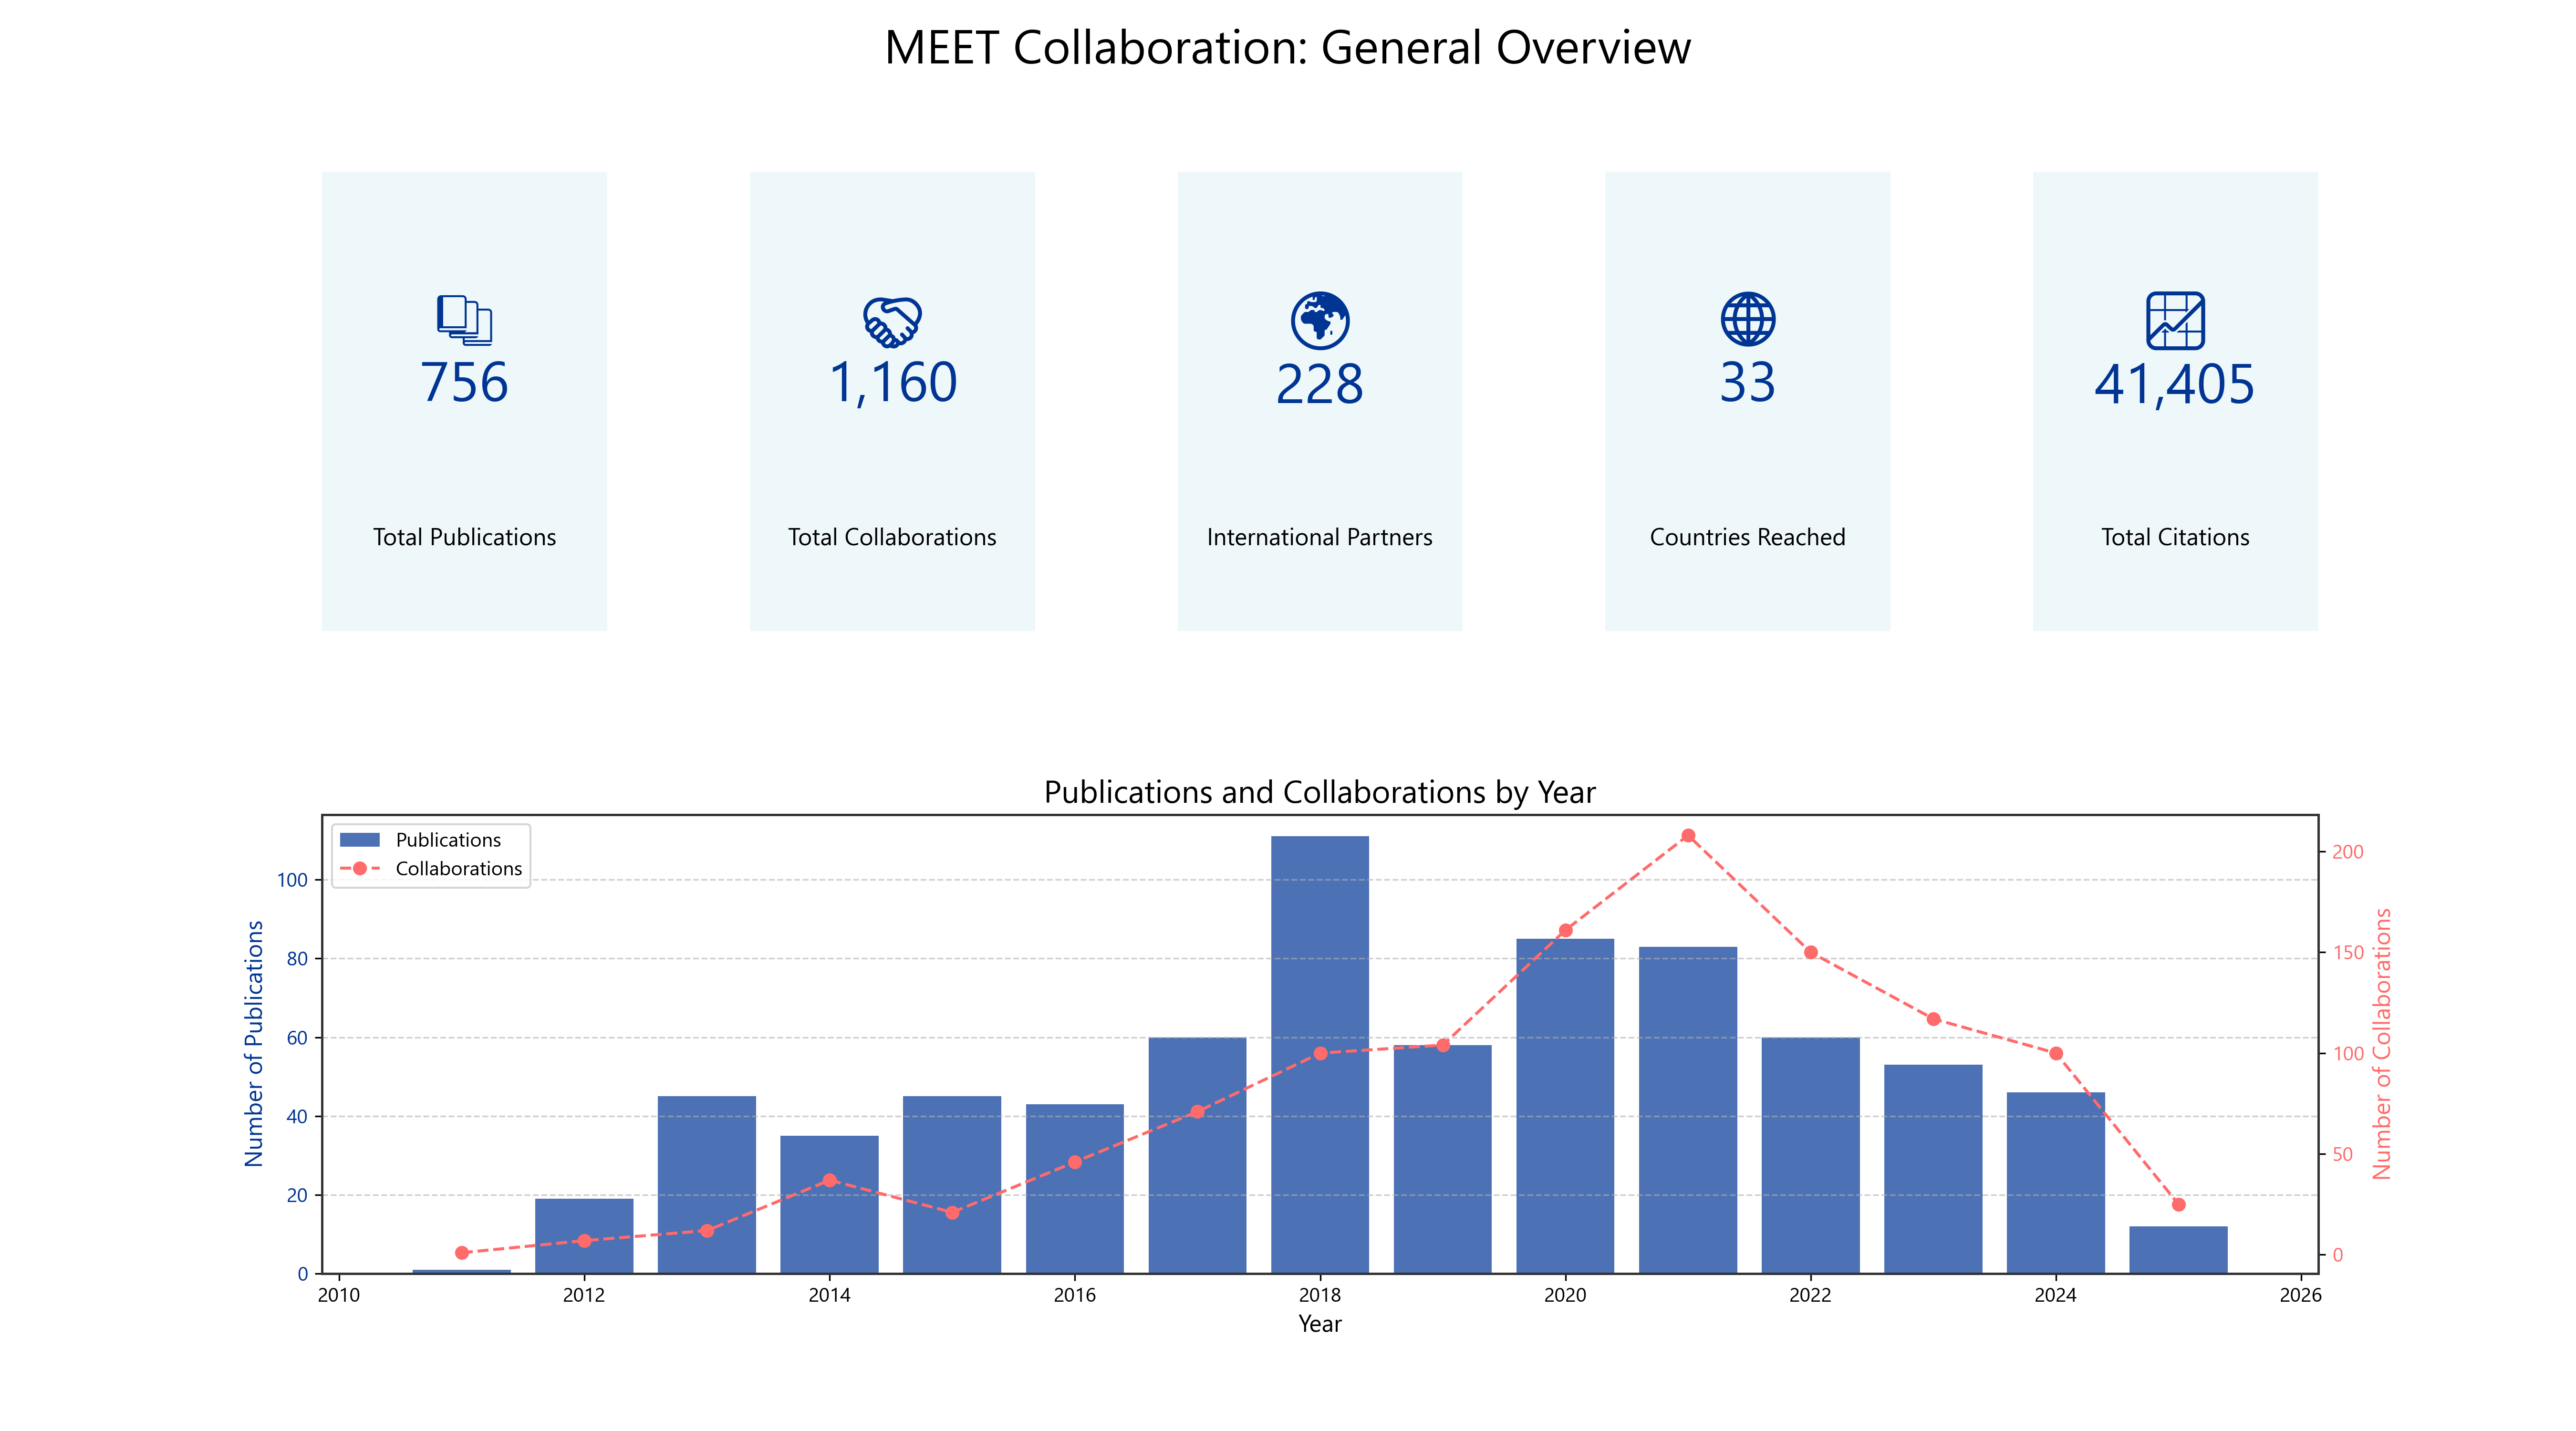 MEET Collaboration: General Overview
756
Total Publications
1,160
Total Collaborations
228
International Partners
33
Countries Reached
41,405
Total Citations
Publications and Collaborations by Year
Publications
Collaborations
Number of Publications
100
80
60
40
20
0
200
150
100
50
0
Number of Collaborations
2010
2012
2014
2016
2018
2020
2022
2024
2026
Year